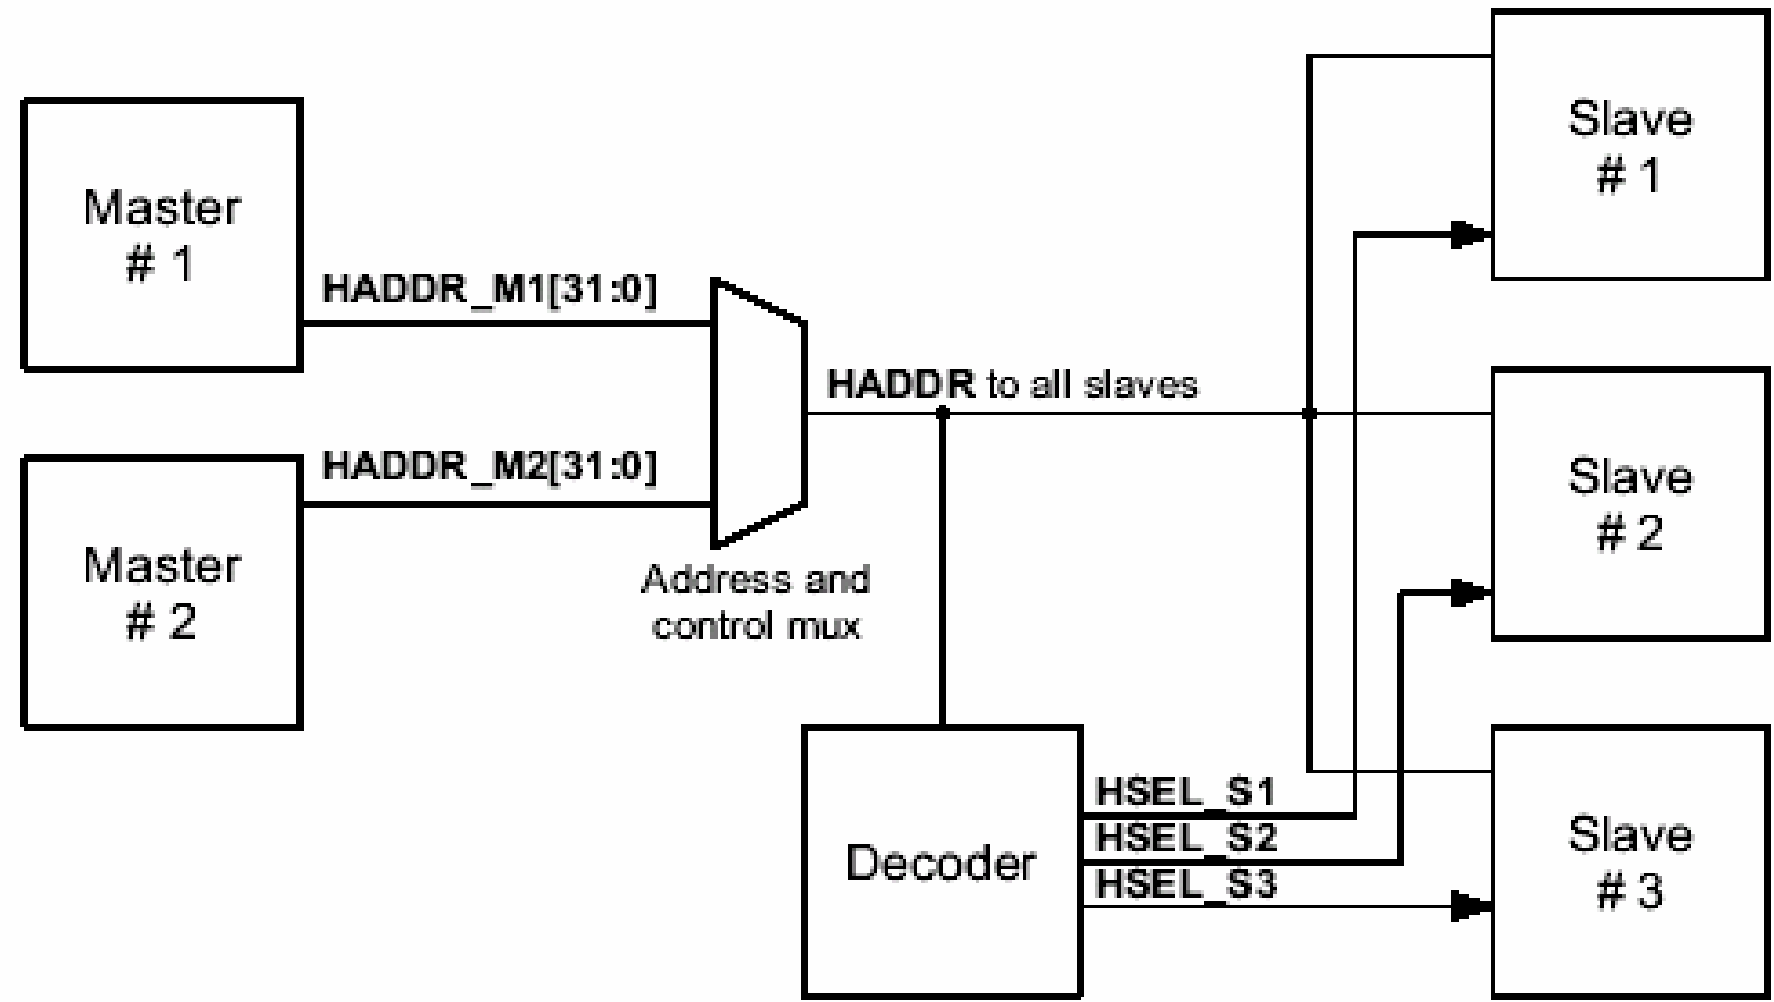 Master
# 1
HADDR_M1[31:0]
Master
# 2
HADDR_M2[31:0]
Address and
control mux
HADDR to all slaves
Decoder
HSEL_S1
HSEL_S2
HSEL_S3
Slave
# 1
Slave
# 2
Slave
# 3